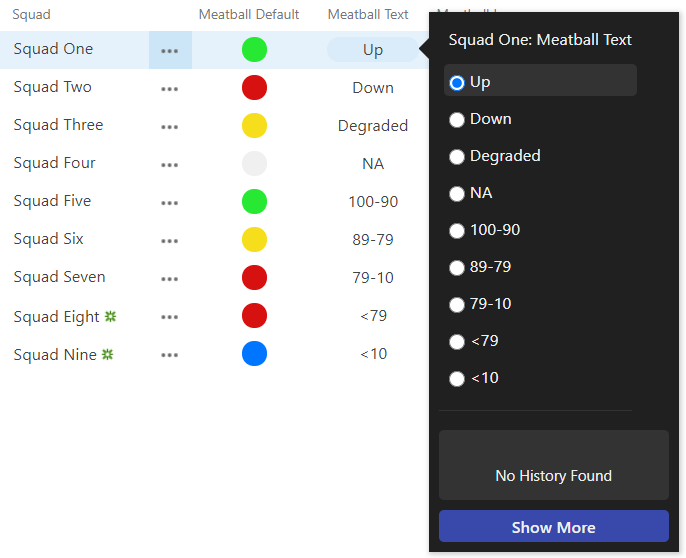 Squad Meatball Default Meatball Text
Squad One Up
Squad Two Down
Squad Three Degraded
Squad Four NA
Squad Five 100-90
Squad Six 89-79
Squad Seven 79-10
Squad Eight <79
Squad Nine <10
Squad One: Meatball Text
Up
Down
Degraded
NA
100-90
89-79
79-10
<79
<10
No History Found
Show More